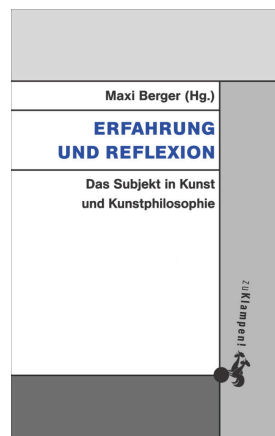 Maxi Berger (Hg.)
ERFAHRUNG
UND REFLEXION
Das Subjekt in Kunst
und Kunstphilosophie
zu Klampen!